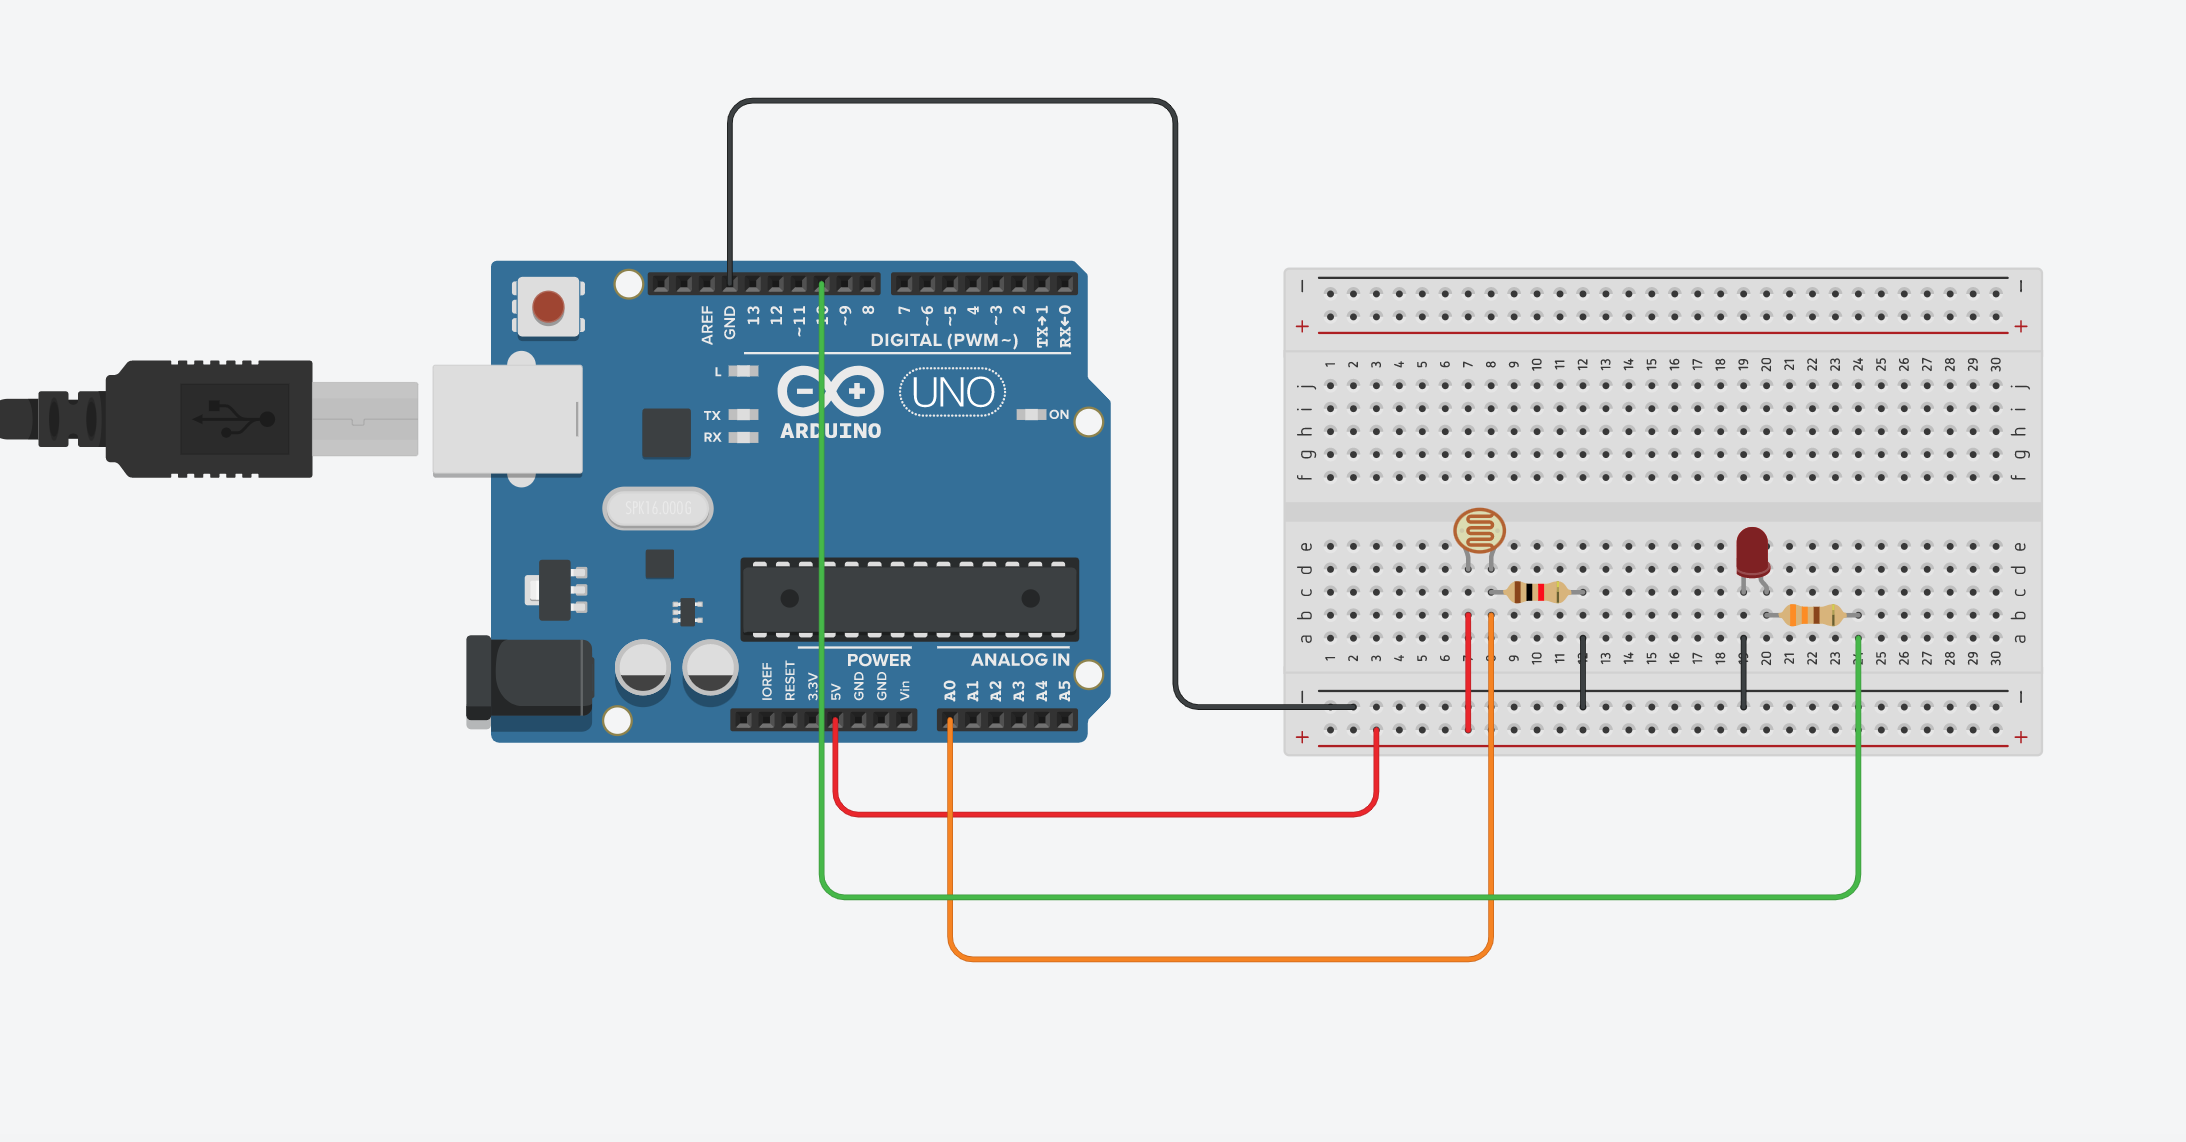 AREF GND 13 12 ~11 10 ~9 8 7 ~6 ~5 4 ~3 2 TX→1 RX←0
DIGITAL (PWM~)
L
TX
RX
ARDUINO
UNO
ON
SPK16.000G
POWER
ANALOG IN
IOREF RESET 3.3V 5V GND GND Vin A0 A1 A2 A3 A4 A5
− −
+ +
1 2 3 4 5 6 7 8 9 10 11 12 13 14 15 16 17 18 19 20 21 22 23 24 25 26 27 28 29 30
j j
i i
h h
g g
f f
e e
d d
c c
b b
a a
1 2 3 4 5 6 7 8 9 10 11 12 13 14 15 16 17 18 19 20 21 22 23 24 25 26 27 28 29 30
− −
+ +